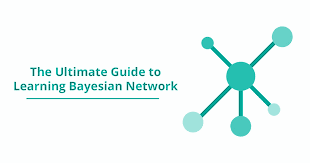 The Ultimate Guide to
Learning Bayesian Network